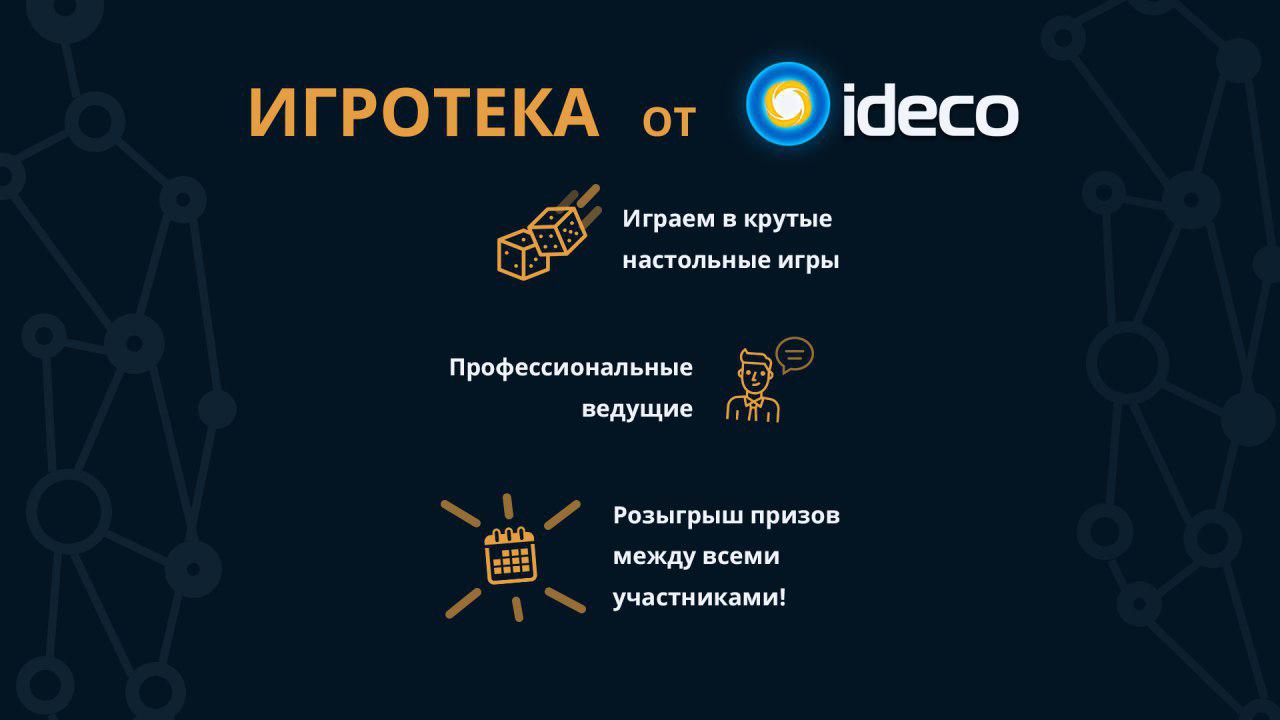 ИГРОТЕКА от ideco
Играем в крутые
настольные игры
Профессиональные
ведущие
Розыгрыш призов
между всеми
участниками!